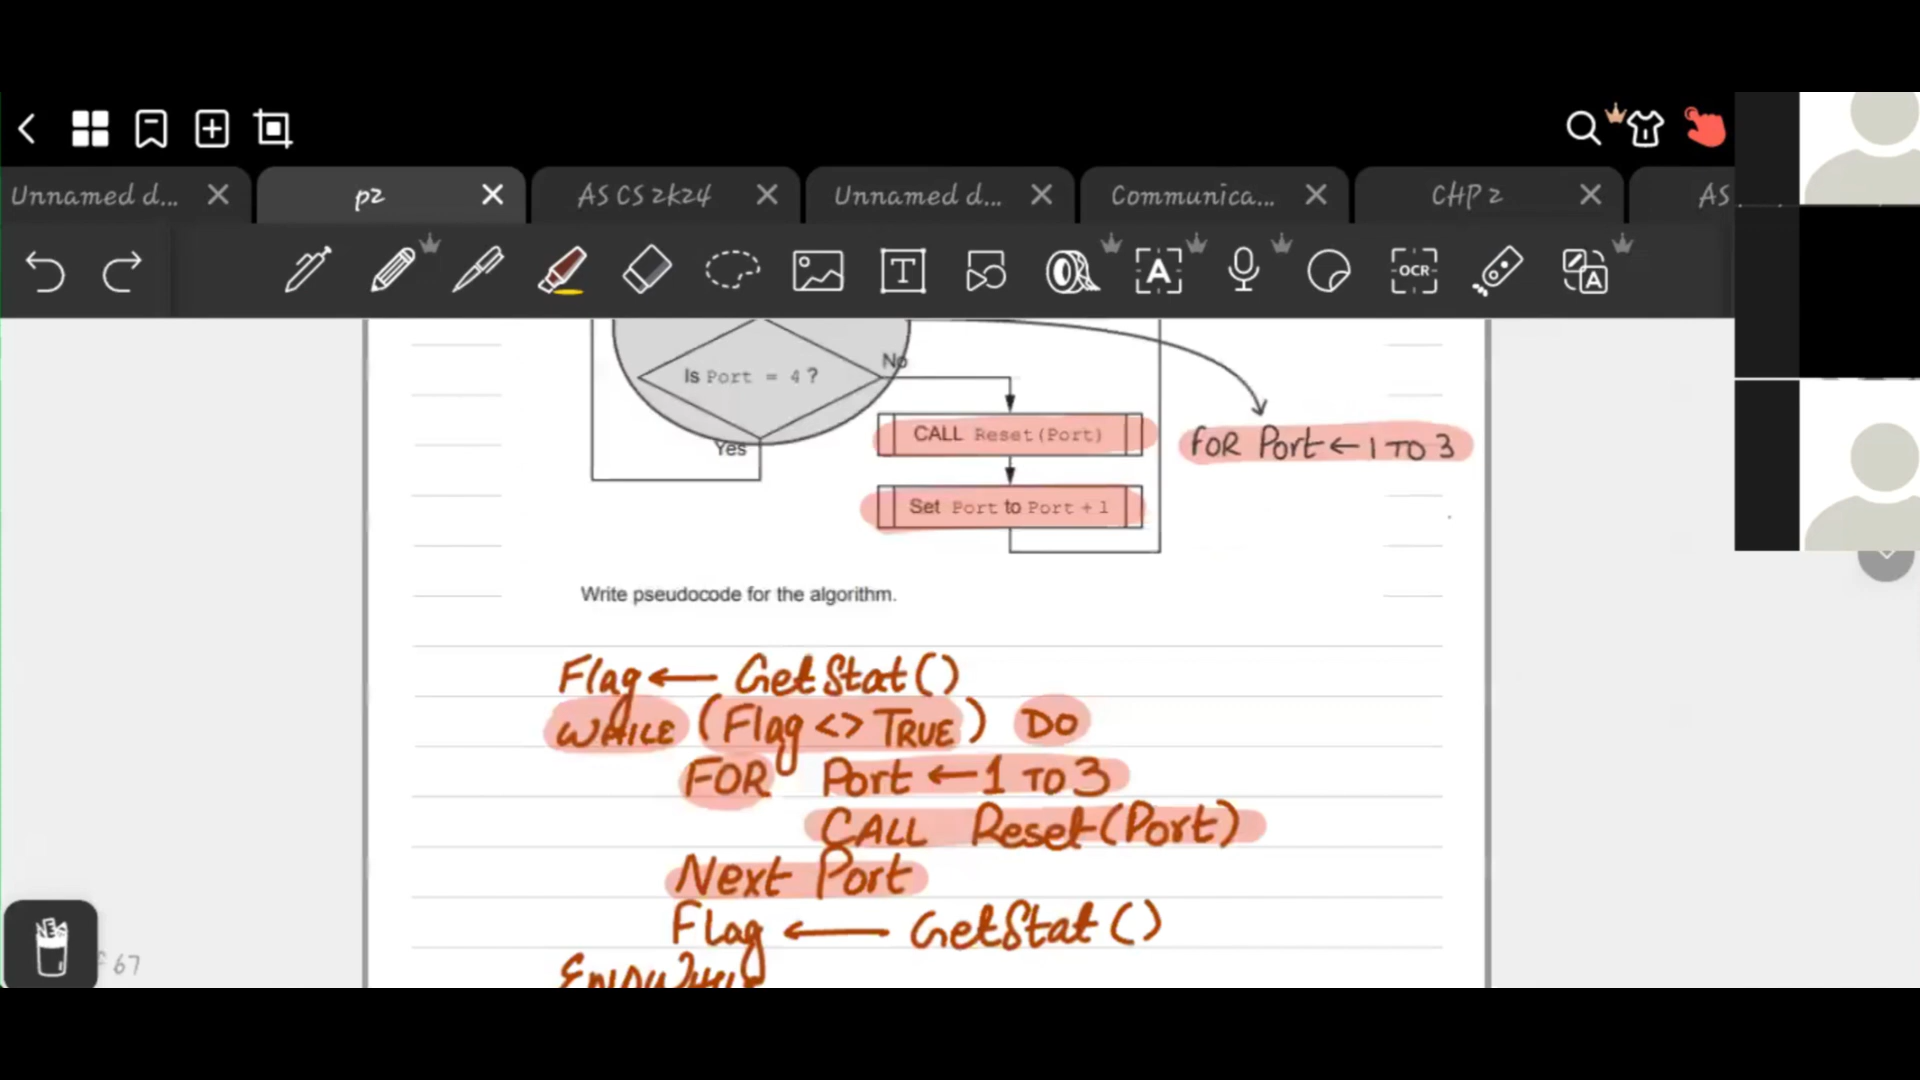 Unnamed d...
p2
AS CS 2k24
Unnamed d...
Communica...
CHP 2
AS
T
A
OCR
A
No
Is Port = 4 ?
CALL Reset(Port)
FOR Port ← 1 TO 3
Yes
Set Port to Port + 1
Write pseudocode for the algorithm.
Flag ← GetStat()
WHILE (Flag <> TRUE) DO
FOR Port ← 1 TO 3
CALL Reset(Port)
Next Port
Flag ← GetStat()
ENDWHILE
67